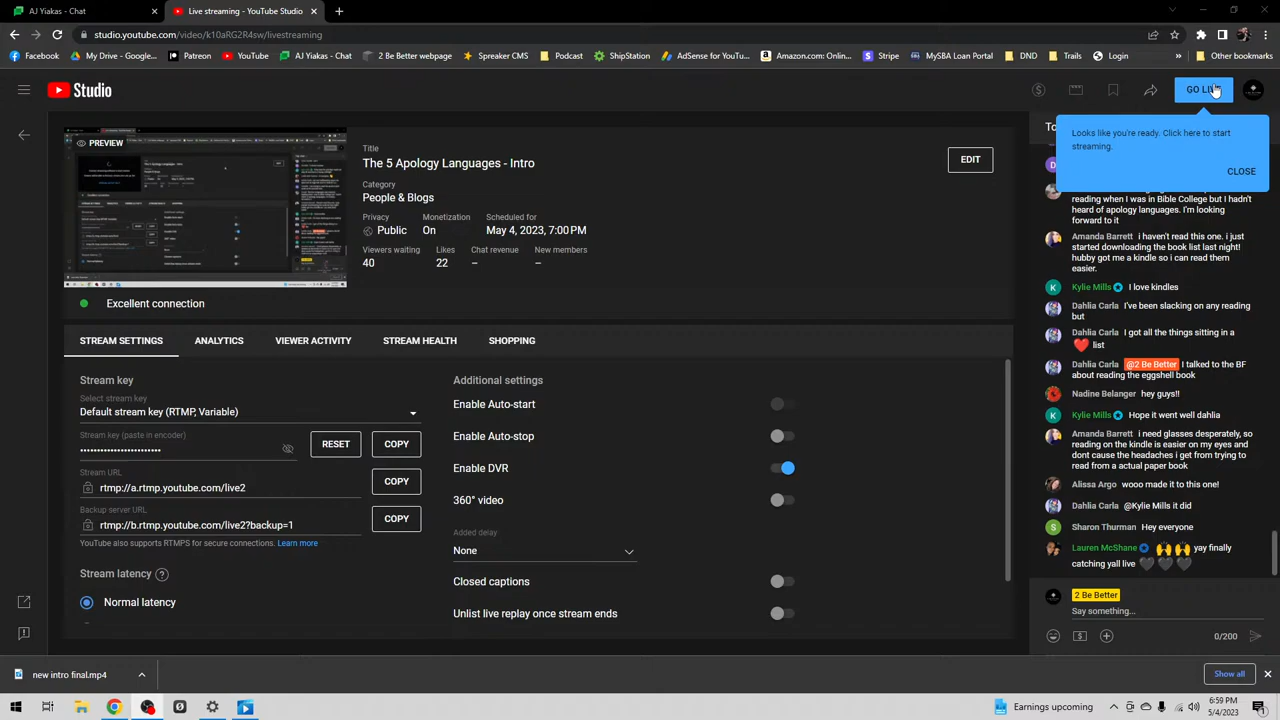 AJ Yiakas - Chat
Live streaming - YouTube Studio
studio.youtube.com/video/k10aRG2R4sw/livestreaming
Facebook
My Drive - Google...
Patreon
YouTube
AJ Yiakas - Chat
2 Be Better webpage
Spreaker CMS
Podcast
ShipStation
AdSense for YouTu...
Amazon.com: Onli...
Stripe
MySBA Loan Portal
DND
Trails
Login
Other bookmarks
Studio
GO LIVE
Looks like you're ready. Click here to start
streaming.
CLOSE
PREVIEW
Title
The 5 Apology Languages - Intro
EDIT
Category
People & Blogs
Privacy
Monetization
Scheduled for
Public
On
May 4, 2023, 7:00 PM
Viewers waiting
Likes
Chat revenue
New members
40
22
–
–
Excellent connection
STREAM SETTINGS
ANALYTICS
VIEWER ACTIVITY
STREAM HEALTH
SHOPPING
Stream key
Select stream key
Default stream key (RTMP, Variable)
Stream key (paste in encoder)
RESET
COPY
Stream URL
rtmp://a.rtmp.youtube.com/live2
COPY
Backup server URL
rtmp://b.rtmp.youtube.com/live2?backup=1
COPY
YouTube also supports RTMPS for secure connections. Learn more
Stream latency
Normal latency
Additional settings
Enable Auto-start
Enable Auto-stop
Enable DVR
360° video
Added delay
None
Closed captions
Unlist live replay once stream ends
To
reading when I was in Bible College but I hadn't
heard of apology languages. Looking
forward to it
Amanda Barrett i haven't read this one. i just
started downloading the book list last night!
hubby got me a kindle so i can read them
easier.
Kylie Mills I love kindles
Dahlia Carla I've been slacking on any reading
but
Dahlia Carla I got all the things sitting in a
list
Dahlia Carla @2 Be Better I talked to the BF
about reading the eggshell book
Nadine Belanger hey guys!!
Kylie Mills Hope it went well dahlia
Amanda Barrett i need glasses desperately, so
reading on the kindle is easier on my eyes and
dont cause the headaches i get from trying to
read from a actual paper book
Alissa Argo wooo made it to this one!
Dahlia Carla @Kylie Mills it did
Sharon Thurman Hey everyone
Lauren McShane yay finally
catching yall live
2 Be Better
Say something...
0/200
new intro final.mp4
Show all
Earnings upcoming
6:59 PM
5/4/2023